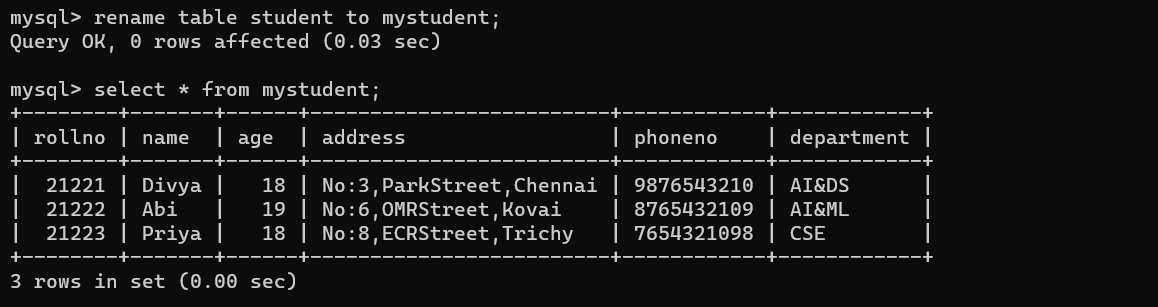 mysql> rename table student to mystudent;
Query OK, 0 rows affected (0.03 sec)

mysql> select * from mystudent;
+--------+-------+------+-------------------------+------------+------------+
| rollno | name  | age  | address                 | phoneno    | department |
+--------+-------+------+-------------------------+------------+------------+
|  21221 | Divya |   18 | No:3,ParkStreet,Chennai | 9876543210 | AI&DS      |
|  21222 | Abi   |   19 | No:6,OMRStreet,Kovai    | 8765432109 | AI&ML      |
|  21223 | Priya |   18 | No:8,ECRStreet,Trichy   | 7654321098 | CSE        |
+--------+-------+------+-------------------------+------------+------------+
3 rows in set (0.00 sec)